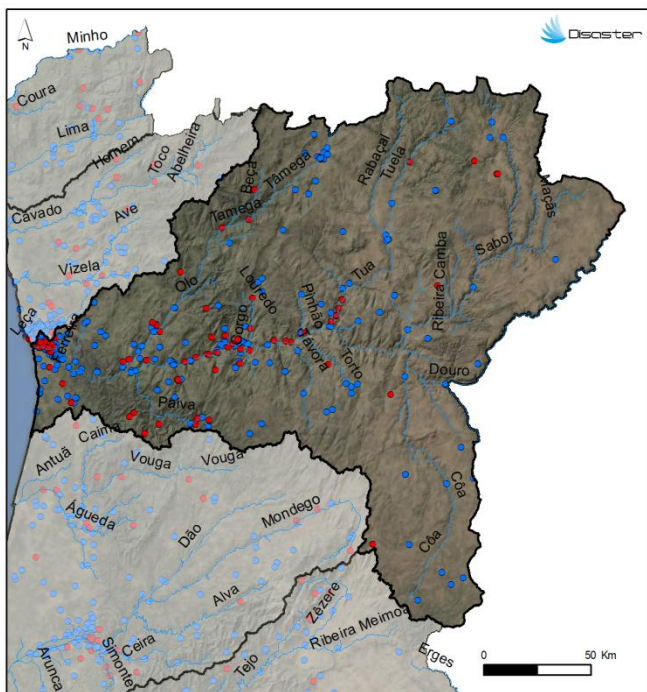 Minho
Disaster
N
Coura
Lima
Homem
Toco
Abelheira
Cávado
Ave
Vizela
Beça
Tâmega
Tamega
Rabaçal
Tuela
Maçãs
Sabor
Ribeira Camba
Olo
Louredo
Tua
Pinhão
Corgo
Leça
Ferreira
Távora
Torto
Douro
Paiva
Caima
Antuã
Vouga
Vouga
Côa
Águeda
Dão
Mondego
Côa
Alva
Zêzere
Ceira
Ribeira Meimoa
Simonte
Arunca
Tejo
Erges
0
50 Km